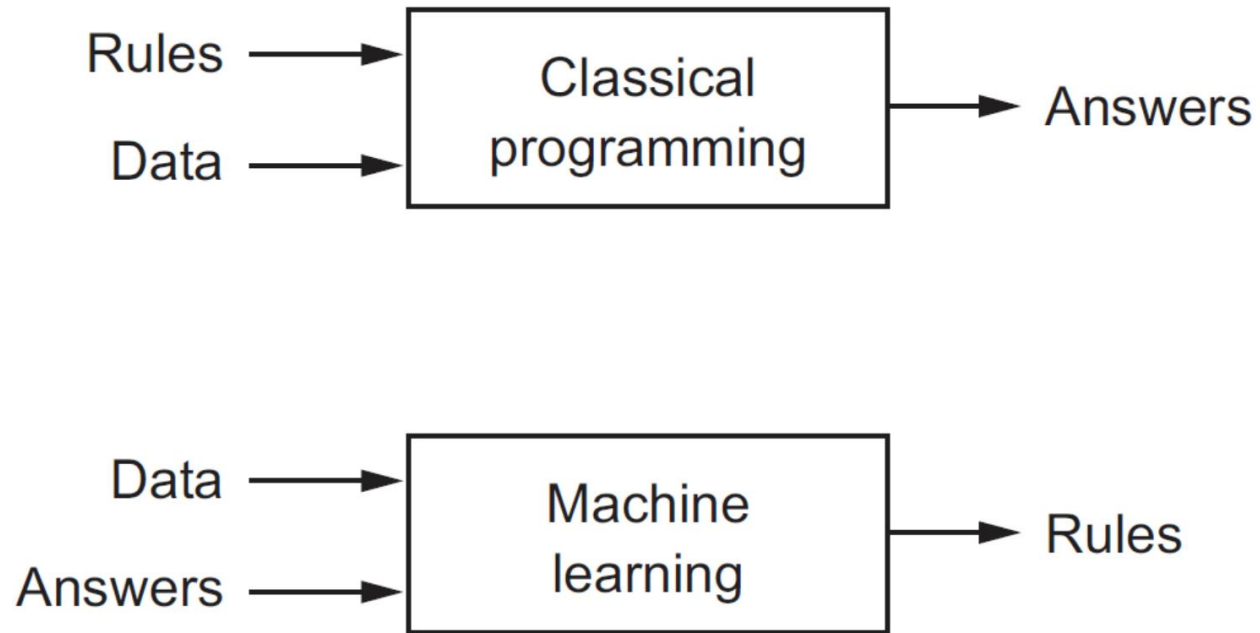 Rules
Data
Classical
programming
Answers
Data
Answers
Machine
learning
Rules